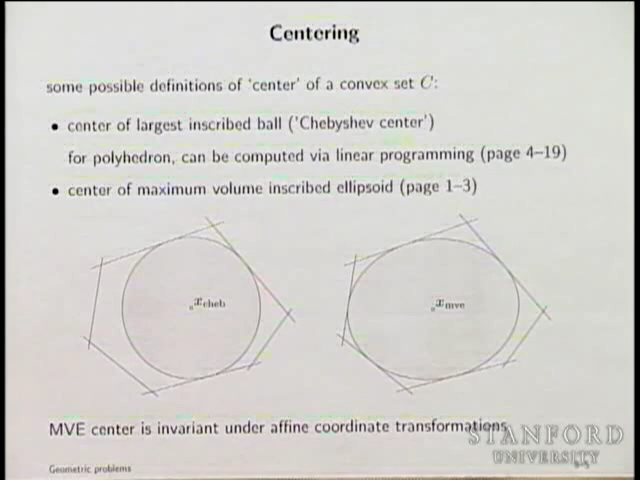 Centering
some possible definitions of 'center' of a convex set C:
• center of largest inscribed ball ('Chebyshev center')
for polyhedron, can be computed via linear programming (page 4–19)
• center of maximum volume inscribed ellipsoid (page 1–3)
x_cheb
x_mve
MVE center is invariant under affine coordinate transformations
STANFORD
UNIVERSITY
Geometric problems